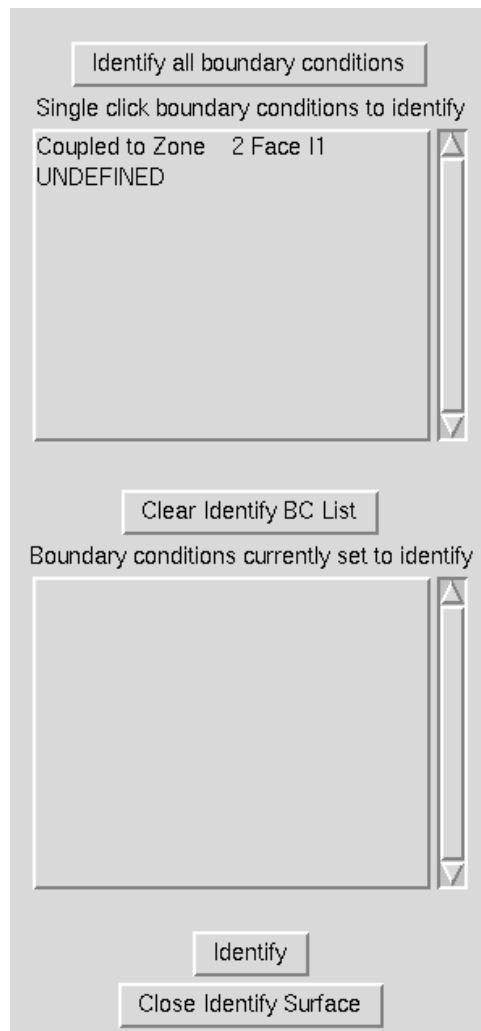 Identify all boundary conditions
Single click boundary conditions to identify
Coupled to Zone    2 Face I1
UNDEFINED
Clear Identify BC List
Boundary conditions currently set to identify
Identify
Close Identify Surface